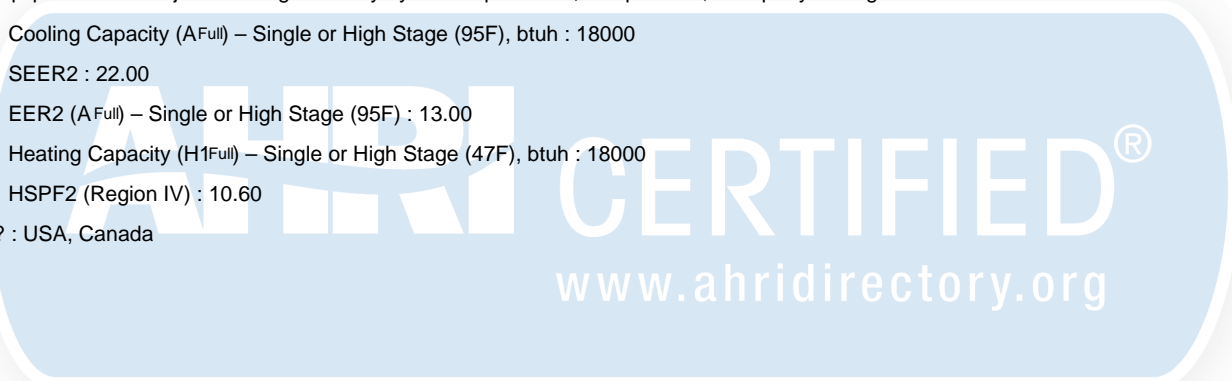 Cooling Capacity (AFull) – Single or High Stage (95F), btuh : 18000
SEER2 : 22.00
EER2 (AFull) – Single or High Stage (95F) : 13.00
Heating Capacity (H1Full) – Single or High Stage (47F), btuh : 18000
HSPF2 (Region IV) : 10.60
? : USA, Canada
AHRI CERTIFIED®
www.ahridirectory.org